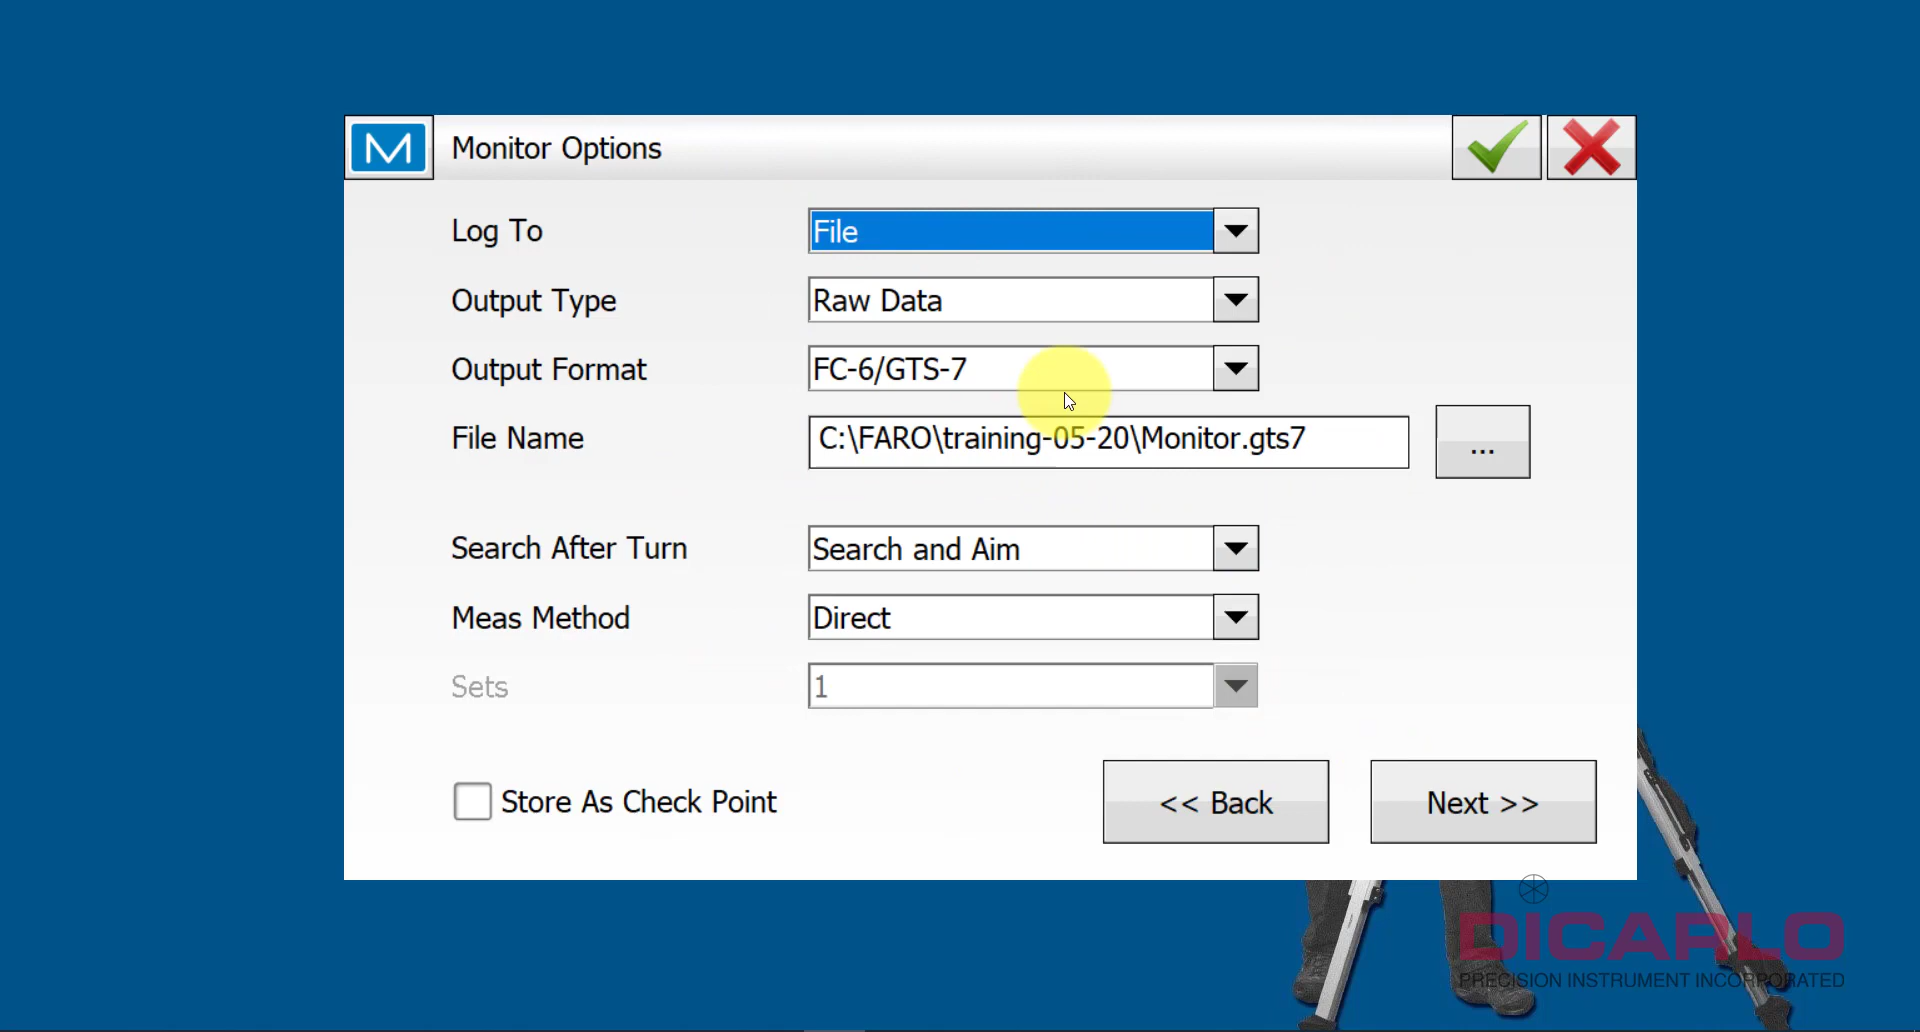 Monitor Options
Log To File
Output Type Raw Data
Output Format FC-6/GTS-7
File Name C:\FARO\training-05-20\Monitor.gts7 ...
Search After Turn Search and Aim
Meas Method Direct
Sets 1
Store As Check Point << Back Next >>
DICARLO
PRECISION INSTRUMENT INCORPORATED